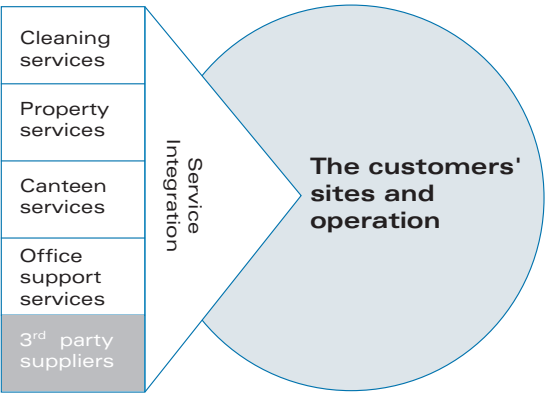 Cleaning
services
Property
services
Canteen
services
Office
support
services
3rd party
suppliers
Service
Integration
The customers'
sites and
operation